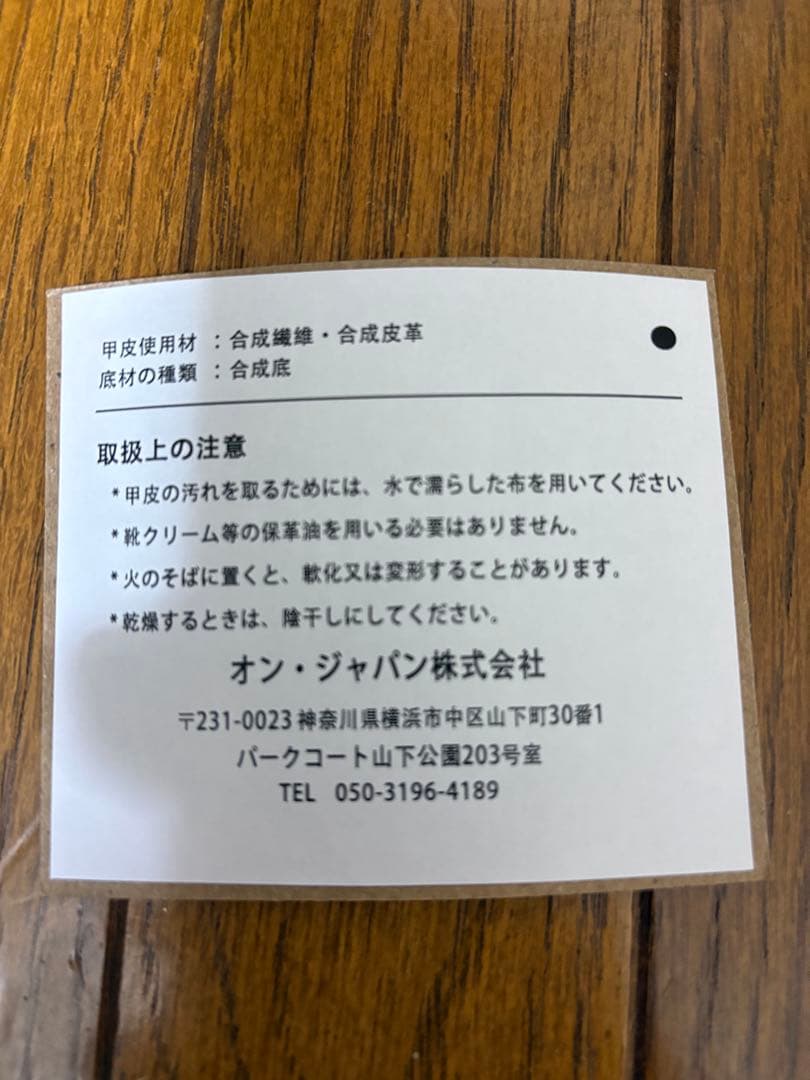 甲皮使用材 ：合成繊維・合成皮革
底材の種類 ：合成底
取扱上の注意
*甲皮の汚れを取るためには、水で濡らした布を用いてください。
*靴クリーム等の保革油を用いる必要はありません。
*火のそばに置くと、軟化又は変形することがあります。
*乾燥するときは、陰干しにしてください。
オン・ジャパン株式会社
〒231-0023 神奈川県横浜市中区山下町30番1
パークコート山下公園203号室
TEL 050-3196-4189